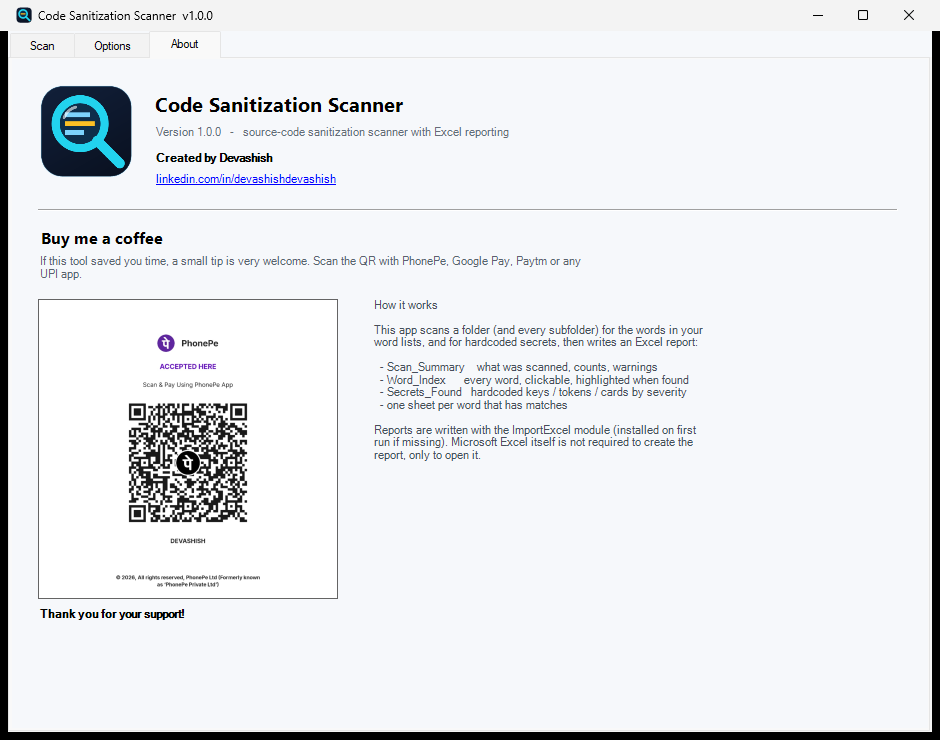 Code Sanitization Scanner v1.0.0
Scan
Options
About
Code Sanitization Scanner
Version 1.0.0 - source-code sanitization scanner with Excel reporting
Created by Devashish
linkedin.com/in/devashishdevashish
Buy me a coffee
If this tool saved you time, a small tip is very welcome. Scan the QR with PhonePe, Google Pay, Paytm or any
UPI app.
PhonePe
ACCEPTED HERE
Scan & Pay Using PhonePe App
DEVASHISH
© 2026, All rights reserved, PhonePe Ltd (Formerly known
as 'PhonePe Private Ltd')
Thank you for your support!
How it works
This app scans a folder (and every subfolder) for the words in your
word lists, and for hardcoded secrets, then writes an Excel report:
- Scan_Summary what was scanned, counts, warnings
- Word_Index every word, clickable, highlighted when found
- Secrets_Found hardcoded keys / tokens / cards by severity
- one sheet per word that has matches
Reports are written with the ImportExcel module (installed on first
run if missing). Microsoft Excel itself is not required to create the
report, only to open it.